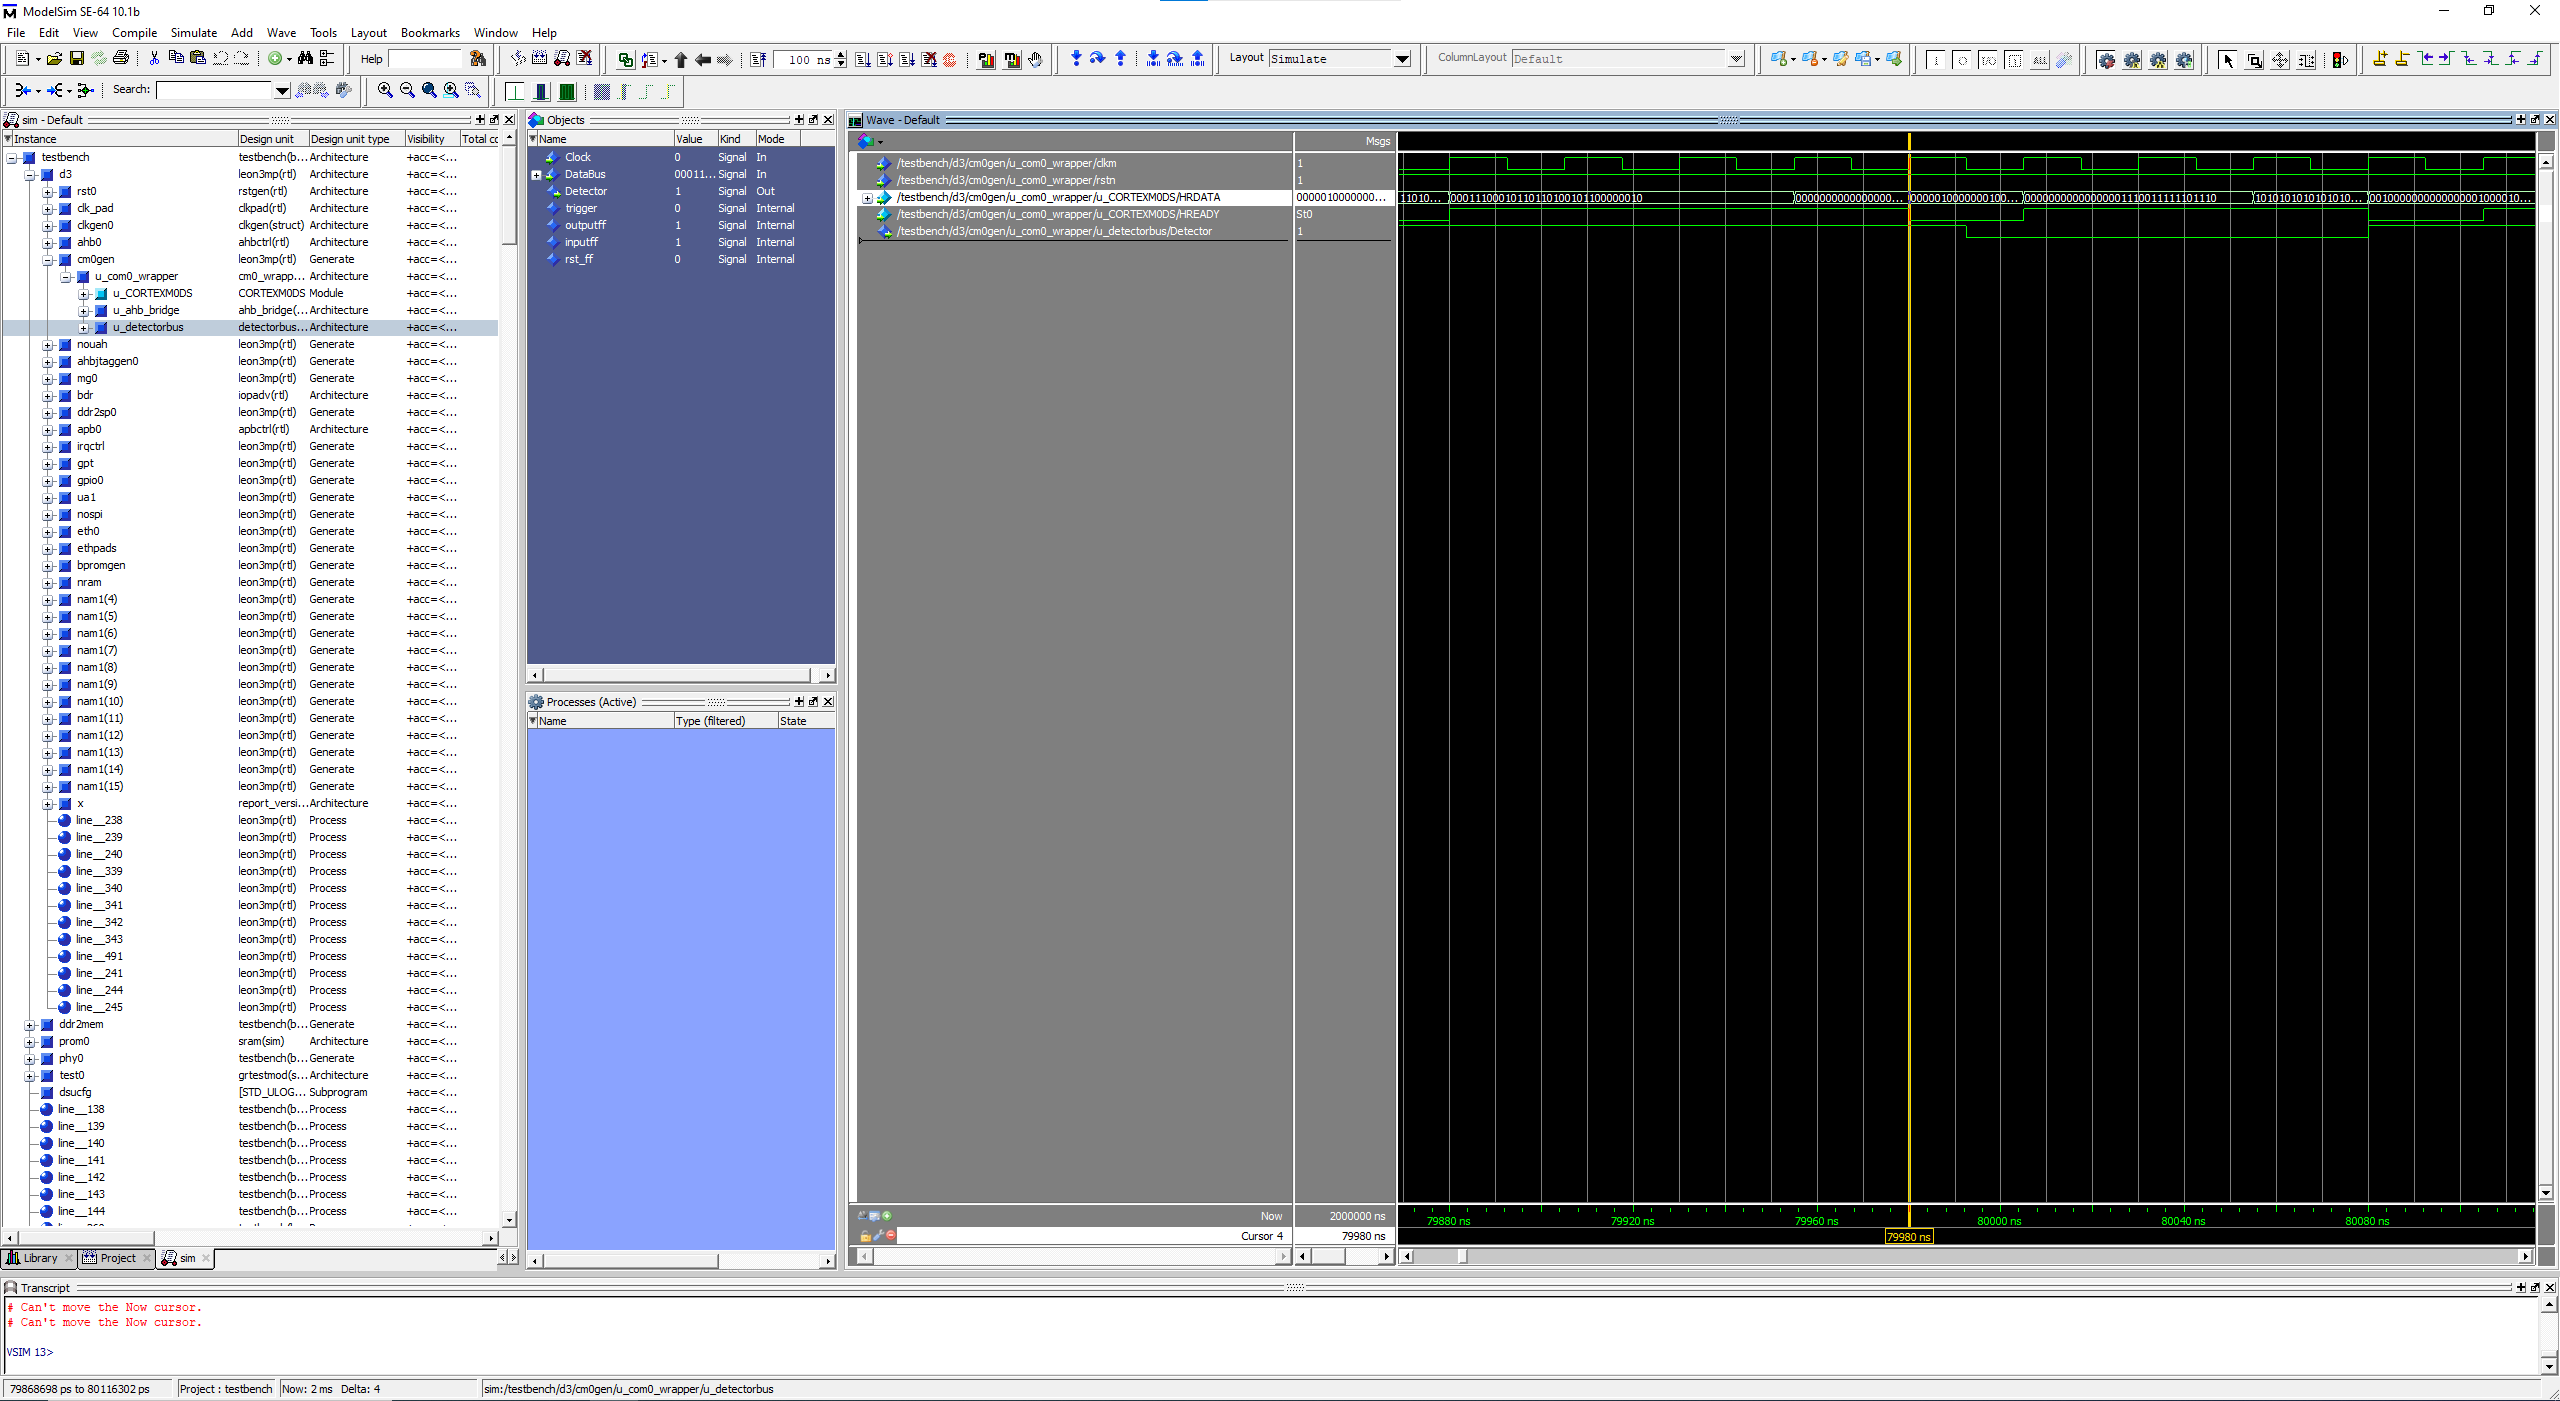 ModelSim SE-64 10.1b
File Edit View Compile Simulate Add Wave Tools Layout Bookmarks Window Help
Help 100 ns Layout Simulate ColumnLayout Default
Search:
sim - Default
Instance Design unit Design unit type Visibility Total cc
testbench testbench(b... Architecture +acc=<...
d3 leon3mp(rtl) Architecture +acc=<...
rst0 rstgen(rtl) Architecture +acc=<...
clk_pad clkpad(rtl) Architecture +acc=<...
clkgen0 clkgen(struct) Architecture +acc=<...
ahb0 ahbctrl(rtl) Architecture +acc=<...
cm0gen leon3mp(rtl) Generate +acc=<...
u_com0_wrapper cm0_wrapp... Architecture +acc=<...
u_CORTEXM0DS CORTEXM0DS Module +acc=<...
u_ahb_bridge ahb_bridge(... Architecture +acc=<...
u_detectorbus detectorbus... Architecture +acc=<...
nouah leon3mp(rtl) Generate +acc=<...
ahbjtaggen0 leon3mp(rtl) Generate +acc=<...
mg0 leon3mp(rtl) Generate +acc=<...
bdr iopadv(rtl) Architecture +acc=<...
ddr2sp0 leon3mp(rtl) Generate +acc=<...
apb0 apbctrl(rtl) Architecture +acc=<...
irqctrl leon3mp(rtl) Generate +acc=<...
gpt leon3mp(rtl) Generate +acc=<...
gpio0 leon3mp(rtl) Generate +acc=<...
ua1 leon3mp(rtl) Generate +acc=<...
nospi leon3mp(rtl) Generate +acc=<...
eth0 leon3mp(rtl) Generate +acc=<...
ethpads leon3mp(rtl) Generate +acc=<...
bpromgen leon3mp(rtl) Generate +acc=<...
nram leon3mp(rtl) Generate +acc=<...
nam1(4) leon3mp(rtl) Generate +acc=<...
nam1(5) leon3mp(rtl) Generate +acc=<...
nam1(6) leon3mp(rtl) Generate +acc=<...
nam1(7) leon3mp(rtl) Generate +acc=<...
nam1(8) leon3mp(rtl) Generate +acc=<...
nam1(9) leon3mp(rtl) Generate +acc=<...
nam1(10) leon3mp(rtl) Generate +acc=<...
nam1(11) leon3mp(rtl) Generate +acc=<...
nam1(12) leon3mp(rtl) Generate +acc=<...
nam1(13) leon3mp(rtl) Generate +acc=<...
nam1(14) leon3mp(rtl) Generate +acc=<...
nam1(15) leon3mp(rtl) Generate +acc=<...
x report_versi... Architecture +acc=<...
line__238 leon3mp(rtl) Process +acc=<...
line__239 leon3mp(rtl) Process +acc=<...
line__240 leon3mp(rtl) Process +acc=<...
line__339 leon3mp(rtl) Process +acc=<...
line__340 leon3mp(rtl) Process +acc=<...
line__341 leon3mp(rtl) Process +acc=<...
line__342 leon3mp(rtl) Process +acc=<...
line__343 leon3mp(rtl) Process +acc=<...
line__491 leon3mp(rtl) Process +acc=<...
line__241 leon3mp(rtl) Process +acc=<...
line__244 leon3mp(rtl) Process +acc=<...
line__245 leon3mp(rtl) Process +acc=<...
ddr2mem testbench(b... Generate +acc=<...
prom0 sram(sim) Architecture +acc=<...
phy0 testbench(b... Generate +acc=<...
test0 grtestmod(s... Architecture +acc=<...
dsucfg [STD_ULOG... Subprogram +acc=<...
line__138 testbench(b... Process +acc=<...
line__139 testbench(b... Process +acc=<...
line__140 testbench(b... Process +acc=<...
line__141 testbench(b... Process +acc=<...
line__142 testbench(b... Process +acc=<...
line__143 testbench(b... Process +acc=<...
line__144 testbench(b... Process +acc=<...
Library Project sim
Objects
Name Value Kind Mode
Clock 0 Signal In
DataBus 00011... Signal In
Detector 1 Signal Out
trigger 0 Signal Internal
outputff 1 Signal Internal
inputff 1 Signal Internal
rst_ff 0 Signal Internal
Processes (Active)
Name Type (filtered) State
Wave - Default
Msgs
/testbench/d3/cm0gen/u_com0_wrapper/clkm 1
/testbench/d3/cm0gen/u_com0_wrapper/rstn 1
/testbench/d3/cm0gen/u_com0_wrapper/u_CORTEXM0DS/HRDATA 0000010000000... 11010... 00011100010110110100101100000010 000000000000000... 0000010000000100... 00000000000000011100111111101110 101010101010101010... 001000000000000010000010...
/testbench/d3/cm0gen/u_com0_wrapper/u_CORTEXM0DS/HREADY St0
/testbench/d3/cm0gen/u_com0_wrapper/u_detectorbus/Detector 1
Now 2000000 ns 79880 ns 79920 ns 79960 ns 80000 ns 80040 ns 80080 ns
Cursor 4 79980 ns 79980 ns
Transcript
# Can't move the Now cursor.
# Can't move the Now cursor.
VSIM 13>
79868698 ps to 80116302 ps Project : testbench Now: 2 ms Delta: 4 sim:/testbench/d3/cm0gen/u_com0_wrapper/u_detectorbus